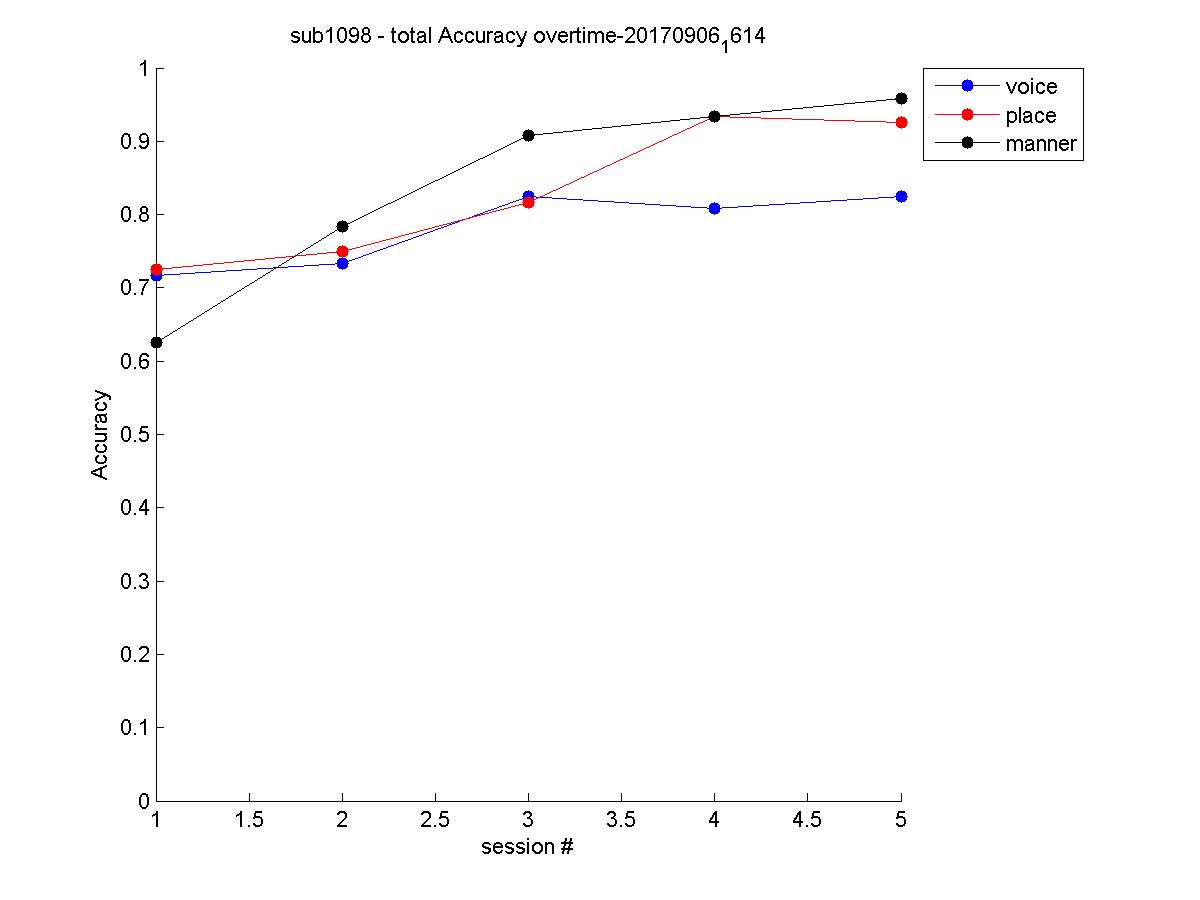 sub1098 - total Accuracy overtime-20170906₁614
voice
place
manner
Accuracy
1
0.9
0.8
0.7
0.6
0.5
0.4
0.3
0.2
0.1
0
1 1.5 2 2.5 3 3.5 4 4.5 5
session #